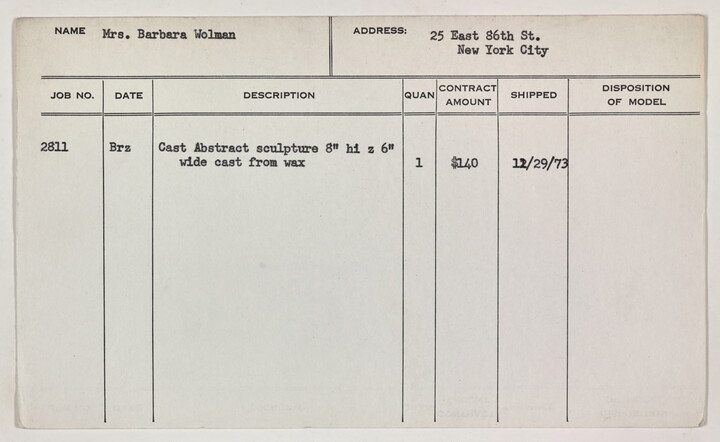 NAME Mrs. Barbara Wolman ADDRESS: 25 East 86th St.
New York City
JOB NO. DATE DESCRIPTION QUAN CONTRACT AMOUNT SHIPPED DISPOSITION OF MODEL
2811 Brz Cast Abstract sculpture 8" hi z 6"
wide cast from wax 1 $140 12/29/73